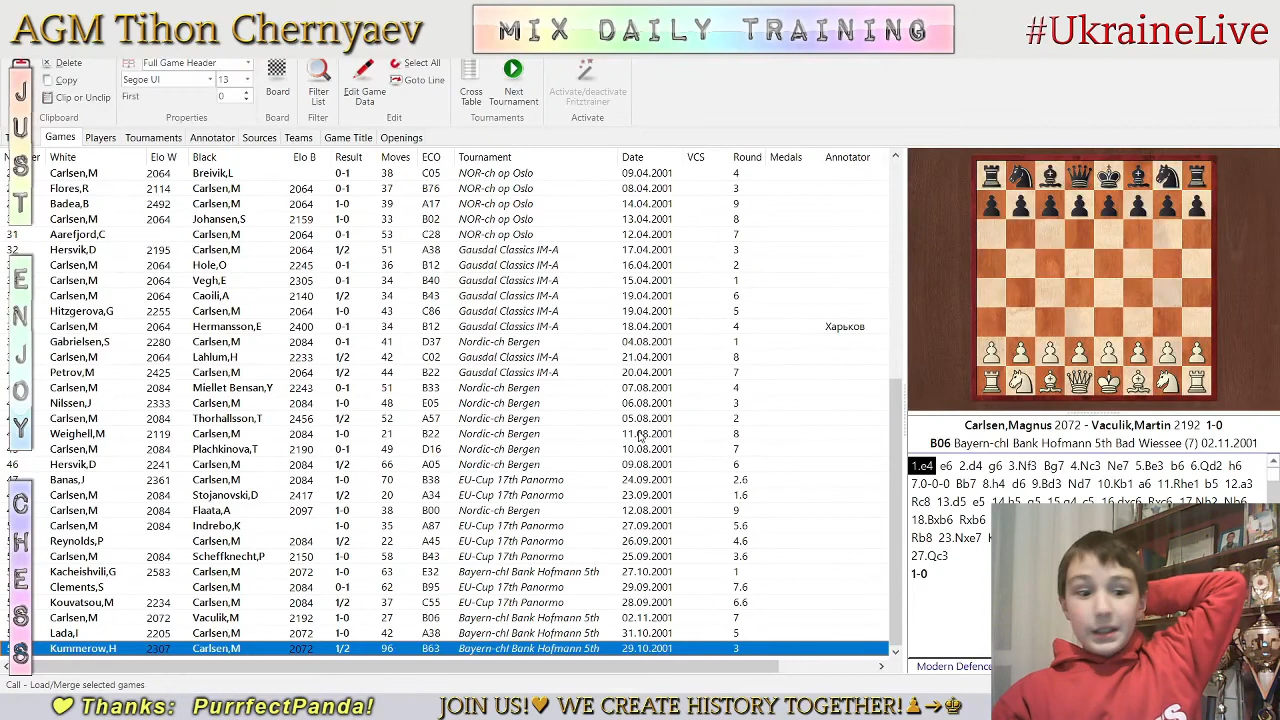 AGM Tihon Chernyaev
MIX DAILY TRAINING
#UkraineLive
JUST
ENJOY
CHESS
Delete
Copy
Clip or Unclip
Clipboard
Full Game Header
Segoe UI 13
First 0
Properties
Board
Board
Filter List
Filter
Edit Game Data
Select All
Goto Line
Edit
Cross Table
Next Tournament
Tournaments
Activate/deactivate Fritztrainer
Activate
Games Players Tournaments Annotator Sources Teams Game Title Openings
White Elo W Black Elo B Result Moves ECO Tournament Date VCS Round Medals Annotator
Carlsen,M Breivik,L 0-1 38 C03 NOR-ch op Oslo 09.04.2001 4
Flores,R 2114 Carlsen,M 2064 0-1 37 B76 NOR-ch op Oslo 08.04.2001 3
Badea,B 2492 Carlsen,M 2064 1-0 39 A17 NOR-ch op Oslo 14.04.2001 9
Carlsen,M 2064 Johansen,S 2159 1-0 33 B02 NOR-ch op Oslo 13.04.2001 8
31 Aarefjord,C Carlsen,M 2064 0-1 53 C28 NOR-ch op Oslo 12.04.2001 7
32 Hersvik,D 2195 Carlsen,M 2064 1/2 51 A38 Gausdal Classics IM-A 17.04.2001 3
Carlsen,M 2064 Hole,O 2245 0-1 36 B12 Gausdal Classics IM-A 16.04.2001 2
Carlsen,M 2064 Vegh,E 2305 0-1 34 B40 Gausdal Classics IM-A 15.04.2001 1
Carlsen,M 2064 Caoili,A 2140 1/2 34 B43 Gausdal Classics IM-A 19.04.2001 6
Hitzgerova,G 2255 Carlsen,M 2064 1-0 43 C86 Gausdal Classics IM-A 19.04.2001 5
Carlsen,M 2064 Hermansson,E 2400 0-1 34 B12 Gausdal Classics IM-A 18.04.2001 4 Харьков
Gabrielsen,S 2280 Carlsen,M 2084 0-1 41 D37 Nordic-ch Bergen 04.08.2001 1
Carlsen,M 2064 Lahlum,H 2233 1/2 42 C02 Gausdal Classics IM-A 21.04.2001 8
Petrov,M 2425 Carlsen,M 2064 1/2 44 B22 Gausdal Classics IM-A 20.04.2001 7
Carlsen,M 2084 Miellet Bensan,Y 2243 0-1 51 B33 Nordic-ch Bergen 07.08.2001 4
Nilssen,J 2333 Carlsen,M 2084 1-0 48 E05 Nordic-ch Bergen 06.08.2001 3
Carlsen,M 2084 Thorhallsson,T 2456 1/2 52 A57 Nordic-ch Bergen 05.08.2001 2
Weighell,M 2119 Carlsen,M 2084 1-0 21 B22 Nordic-ch Bergen 11.08.2001 8
Carlsen,M 2084 Plachkinova,T 2190 0-1 49 D16 Nordic-ch Bergen 10.08.2001 7
46 Hersvik,D 2241 Carlsen,M 2084 1/2 66 A05 Nordic-ch Bergen 09.08.2001 6
Banas,J 2361 Carlsen,M 2084 1-0 70 B38 EU-Cup 17th Panormo 24.09.2001 2.6
Carlsen,M 2084 Stojanovski,D 2417 1/2 20 A34 EU-Cup 17th Panormo 23.09.2001 1.6
Carlsen,M 2084 Flaata,A 2097 1-0 38 B00 Nordic-ch Bergen 12.08.2001 9
Carlsen,M 2084 Indrebo,K 1-0 35 A87 EU-Cup 17th Panormo 27.09.2001 5.6
Reynolds,P Carlsen,M 2084 1/2 22 A45 EU-Cup 17th Panormo 26.09.2001 4.6
Carlsen,M 2084 Scheffknecht,P 2150 1-0 58 B43 EU-Cup 17th Panormo 25.09.2001 3.6
Kacheishvili,G 2583 Carlsen,M 2072 1-0 63 E32 Bayern-chI Bank Hofmann 5th 27.10.2001 1
Clements,S Carlsen,M 2084 0-1 62 B95 EU-Cup 17th Panormo 29.09.2001 7.6
Kouvatsou,M 2234 Carlsen,M 2084 1/2 37 C55 EU-Cup 17th Panormo 28.09.2001 6.6
Carlsen,M 2072 Vaculik,M 2192 1-0 27 B06 Bayern-chI Bank Hofmann 5th 02.11.2001 7
Lada,I 2205 Carlsen,M 2072 1-0 42 A38 Bayern-chI Bank Hofmann 5th 31.10.2001 5
Kummerow,H 2307 Carlsen,M 2072 1/2 96 B63 Bayern-chI Bank Hofmann 5th 29.10.2001 3
Carlsen,Magnus 2072 - Vaculik,Martin 2192 1-0
B06 Bayern-chI Bank Hofmann 5th Bad Wiessee (7) 02.11.2001
1.e4 e6 2.d4 g6 3.Nf3 Bg7 4.Nc3 Ne7 5.Be3 b6 6.Qd2 h6
7.0-0-0 Bb7 8.h4 d6 9.Bd3 Nd7 10.Kb1 a6 11.Rhe1 b5 12.a3
Rc8 13.d5 e5
18.Bxb6 Rxb6
Rb8 23.Nxe7
27.Qc3
1-0
Modern Defence
Call - Load/Merge selected games
Thanks: PurrfectPanda!
JOIN US! WE CREATE HISTORY TOGETHER!